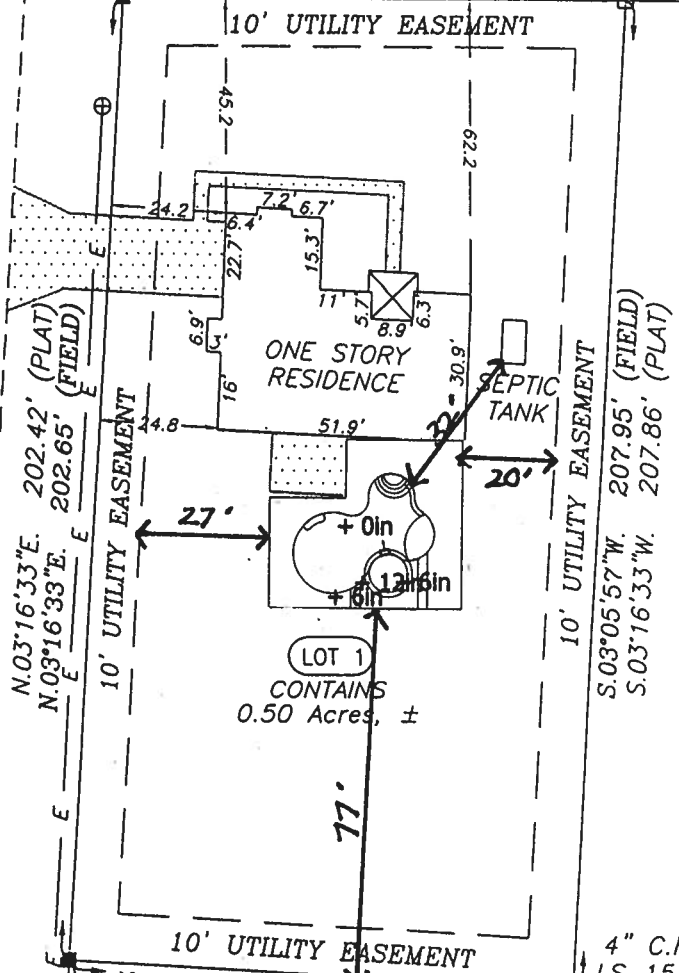 10' UTILITY EASEMENT
45.2
62.2
24.2
6.4'
7.2'
6.7'
22.7'
15.3'
11'
5.7'
8.9
6.3
E
6.9'
3'
16'
ONE STORY
RESIDENCE
30.9'
SEPTIC
TANK
32'
24.8
51.9'
20'
27'
+ 0in
12in
6in
+ 6in
LOT 1
CONTAINS
0.50 Acres, ±
77'
N.03°16'33"E. 202.42' (PLAT)
N.03°16'33"E. 202.65' (FIELD)
E
E
E
E
E
10' UTILITY EASEMENT
10' UTILITY EASEMENT
S.03°05'57"W. 207.95' (FIELD)
S.03°16'33"W. 207.86' (PLAT)
10' UTILITY EASEMENT